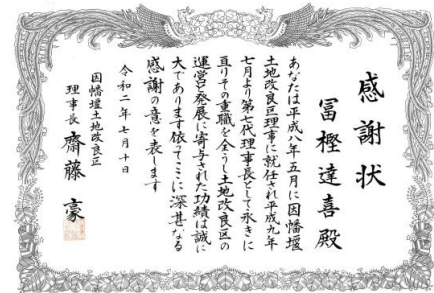 感謝状
冨樫達喜殿
あなたは平成八年五月に因幡堰
土地改良区理事に就任され平成九年
七月より第七代理事長として永きに
亘りその重職を全うし土地改良区の
運営発展に寄与された功績は誠に
大であります依ってここに深甚なる
感謝の意を表します
令和二年七月十日
因幡堰土地改良区
理事長 齋藤 豪